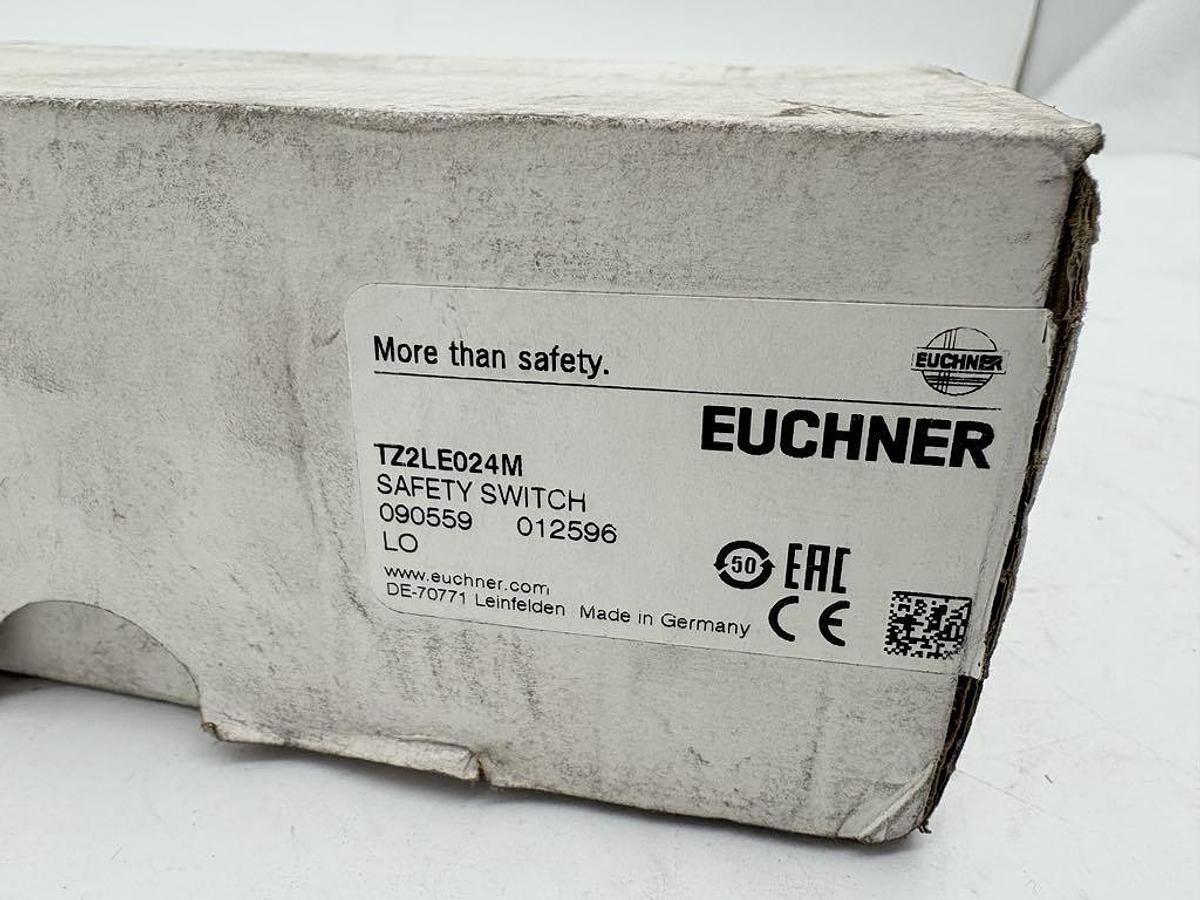 More than safety.
EUCHNER
EUCHNER
TZ2LE024M
SAFETY SWITCH
090559 012596
LO
50 EAC
www.euchner.com
DE-70771 Leinfelden Made in Germany CE